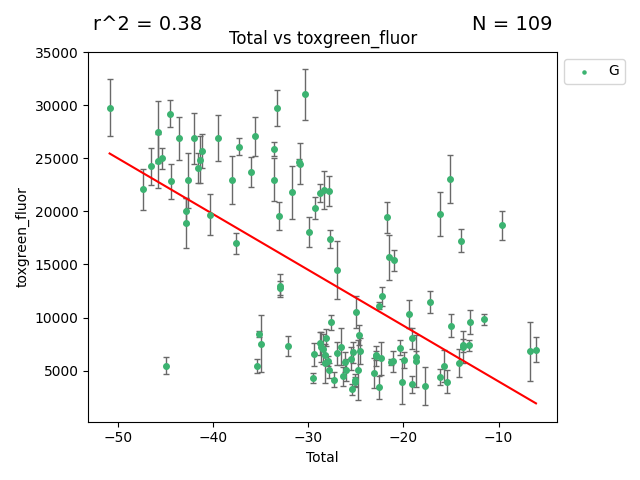 r^2 = 0.38
N = 109
Total vs toxgreen_fluor
G
35000
30000
25000
20000
15000
10000
5000
toxgreen_fluor
−50
−40
−30
−20
−10
Total